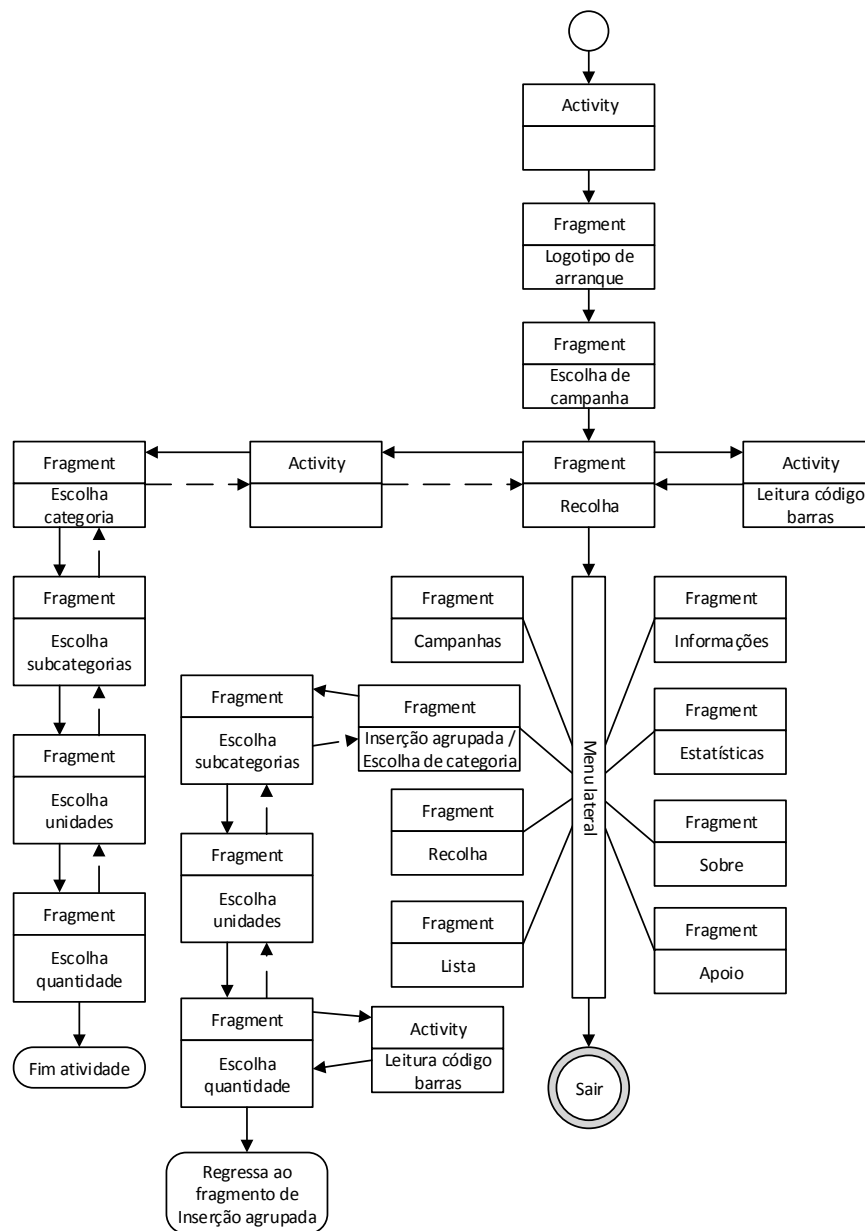 Activity
Fragment
Logotipo de
arranque
Fragment
Escolha de
campanha
Fragment
Escolha
categoria
Activity
Fragment
Recolha
Activity
Leitura código
barras
Fragment
Escolha
subcategorias
Fragment
Escolha
unidades
Fragment
Escolha
quantidade
Fim atividade
Fragment
Escolha
subcategorias
Fragment
Escolha
unidades
Fragment
Escolha
quantidade
Regressa ao
fragmento de
Inserção agrupada
Fragment
Campanhas
Fragment
Inserção agrupada /
Escolha de categoria
Fragment
Recolha
Fragment
Lista
Activity
Leitura código
barras
Menu lateral
Fragment
Informações
Fragment
Estatísticas
Fragment
Sobre
Fragment
Apoio
Sair